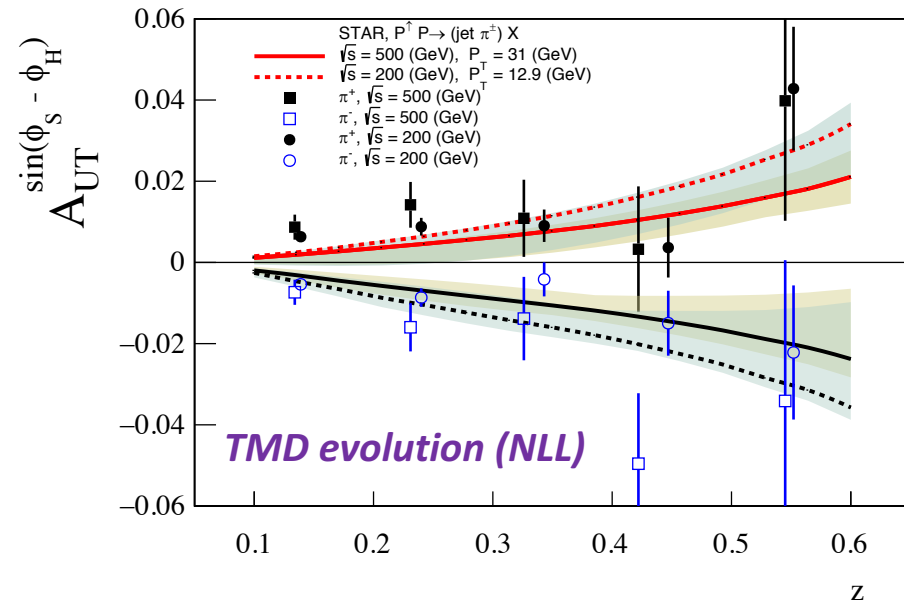 STAR, P↑ P→ (jet π±) X
√s = 500 (GeV), P_T = 31 (GeV)
√s = 200 (GeV), P_T = 12.9 (GeV)
π+, √s = 500 (GeV)
π-, √s = 500 (GeV)
π+, √s = 200 (GeV)
π-, √s = 200 (GeV)
A_UT^sin(ϕ_S - ϕ_H)
0.06
0.04
0.02
0
−0.02
−0.04
−0.06
TMD evolution (NLL)
0.1 0.2 0.3 0.4 0.5 0.6
z